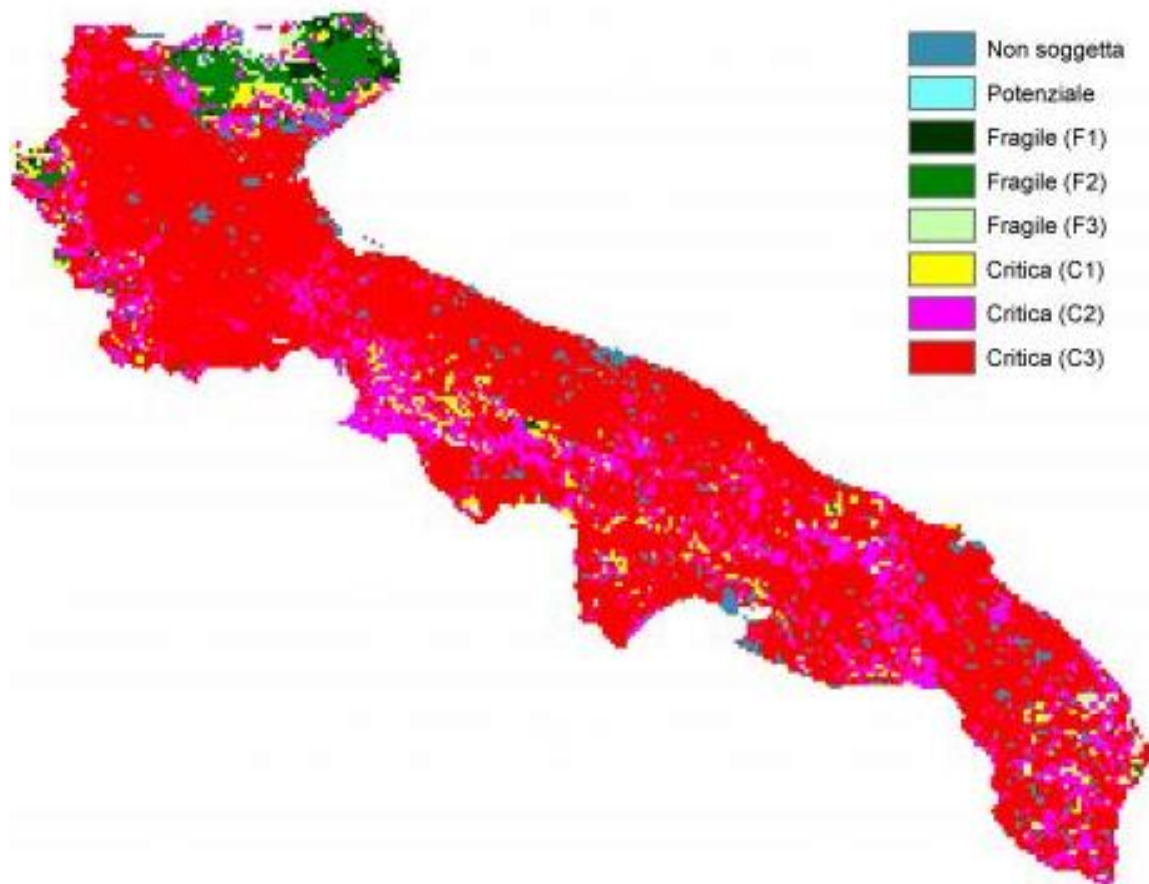 Non soggetta
Potenziale
Fragile (F1)
Fragile (F2)
Fragile (F3)
Critica (C1)
Critica (C2)
Critica (C3)